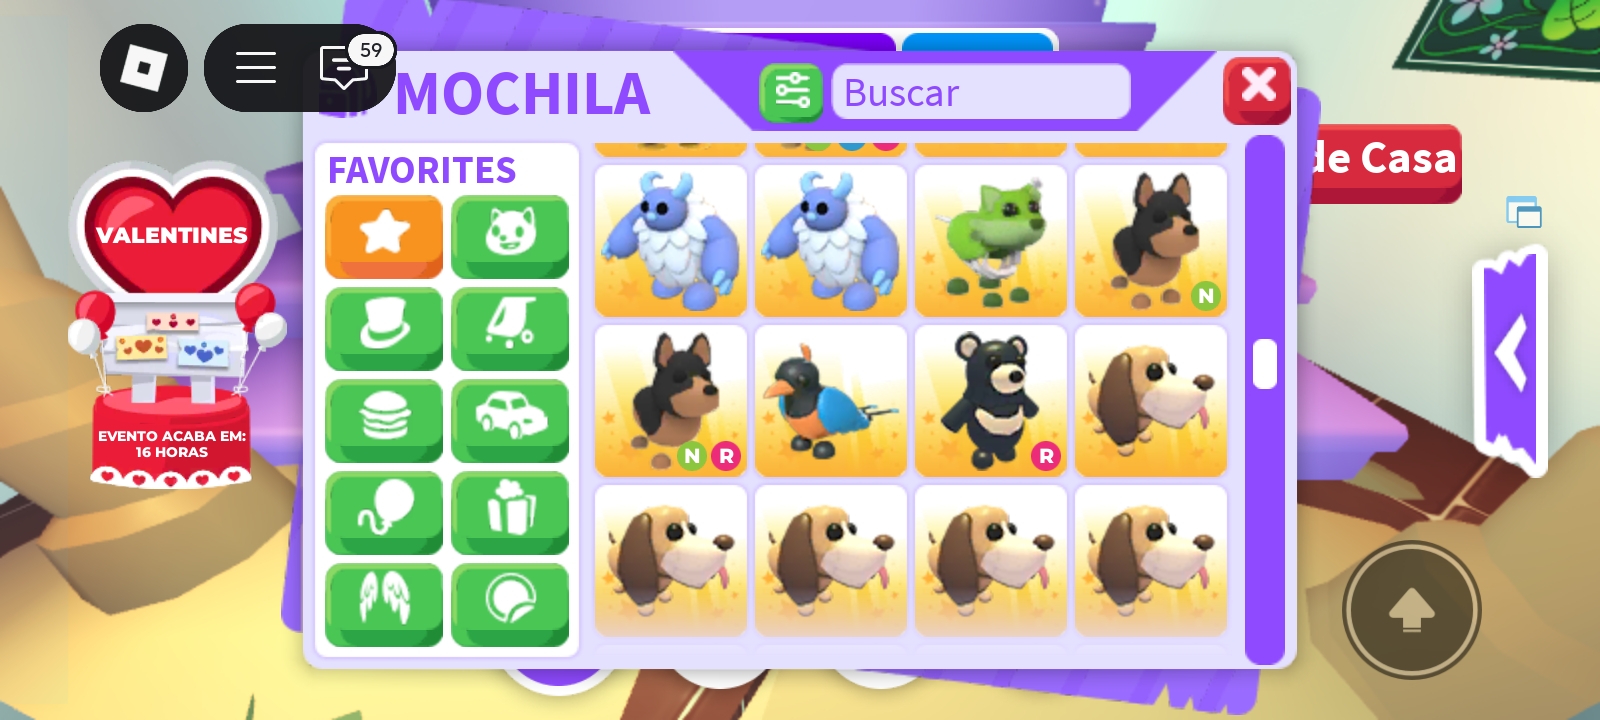 59
MOCHILA
Buscar
de Casa
FAVORITES
VALENTINES
EVENTO ACABA EM:
16 HORAS
N
N R
R